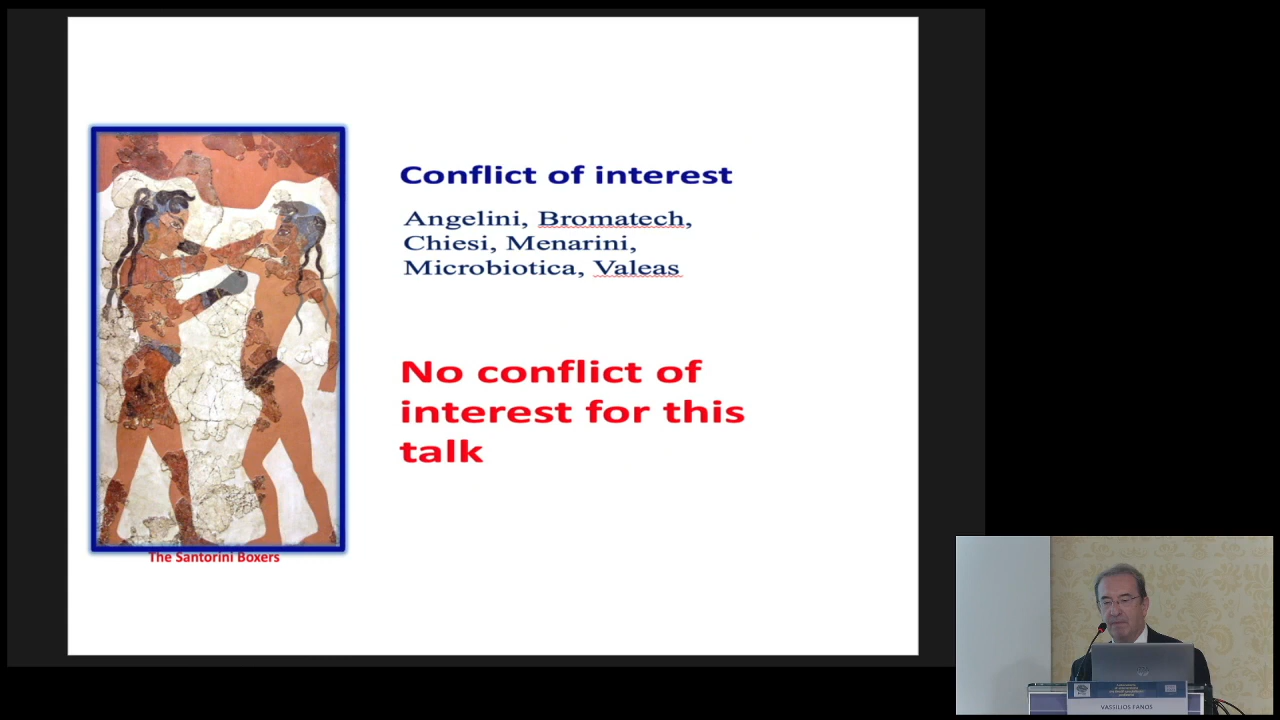 Conflict of interest
Angelini, Bromatech,
Chiesi, Menarini,
Microbiotica, Valeas
No conflict of
interest for this
talk
The Santorini Boxers
VASSILIOS FANOS